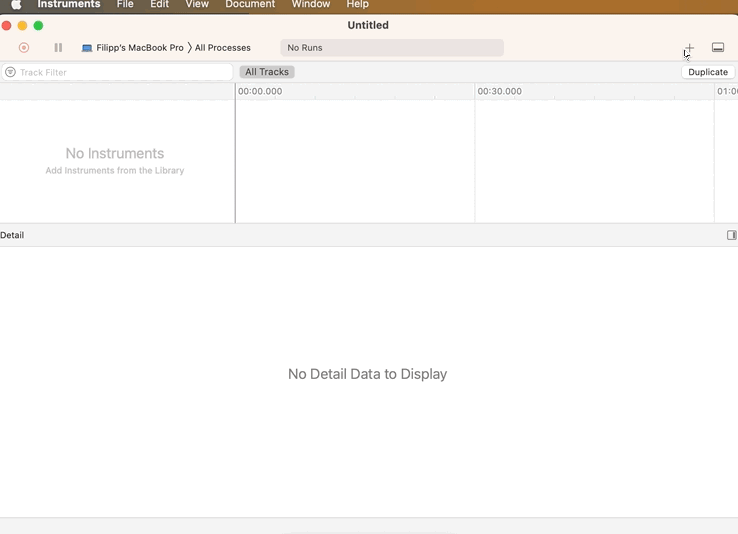 Instruments File Edit View Document Window Help
Untitled
Filipp's MacBook Pro 〉 All Processes No Runs
Track Filter All Tracks Duplicate
00:00.000 00:30.000 01:0
No Instruments
Add Instruments from the Library
Detail
No Detail Data to Display